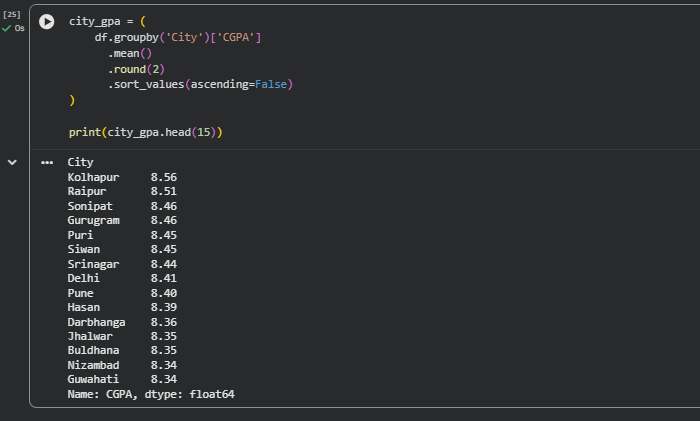 [25]
0s
city_gpa = (
    df.groupby('City')['CGPA']
      .mean()
      .round(2)
      .sort_values(ascending=False)
)
print(city_gpa.head(15))
City
Kolhapur     8.56
Raipur       8.51
Sonipat      8.46
Gurugram     8.46
Puri         8.45
Siwan        8.45
Srinagar     8.44
Delhi        8.41
Pune         8.40
Hasan        8.39
Darbhanga    8.36
Jhalwar      8.35
Buldhana     8.35
Nizambad     8.34
Guwahati     8.34
Name: CGPA, dtype: float64